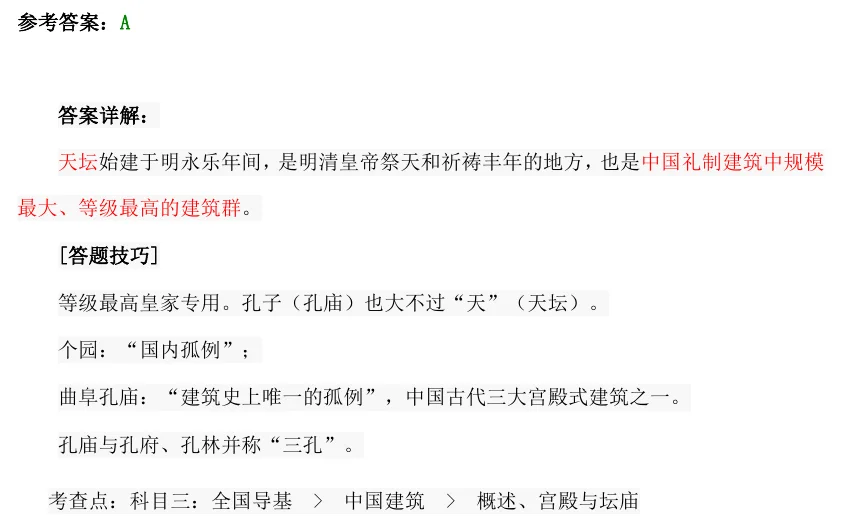 参考答案：A
答案详解：
天坛始建于明永乐年间，是明清皇帝祭天和祈祷丰年的地方，也是中国礼制建筑中规模
最大、等级最高的建筑群。
[答题技巧]
等级最高皇家专用。孔子（孔庙）也大不过“天”（天坛）。
个园：“国内孤例”；
曲阜孔庙：“建筑史上唯一的孤例”，中国古代三大宫殿式建筑之一。
孔庙与孔府、孔林并称“三孔”。
考查点：科目三：全国导基 > 中国建筑 > 概述、宫殿与坛庙